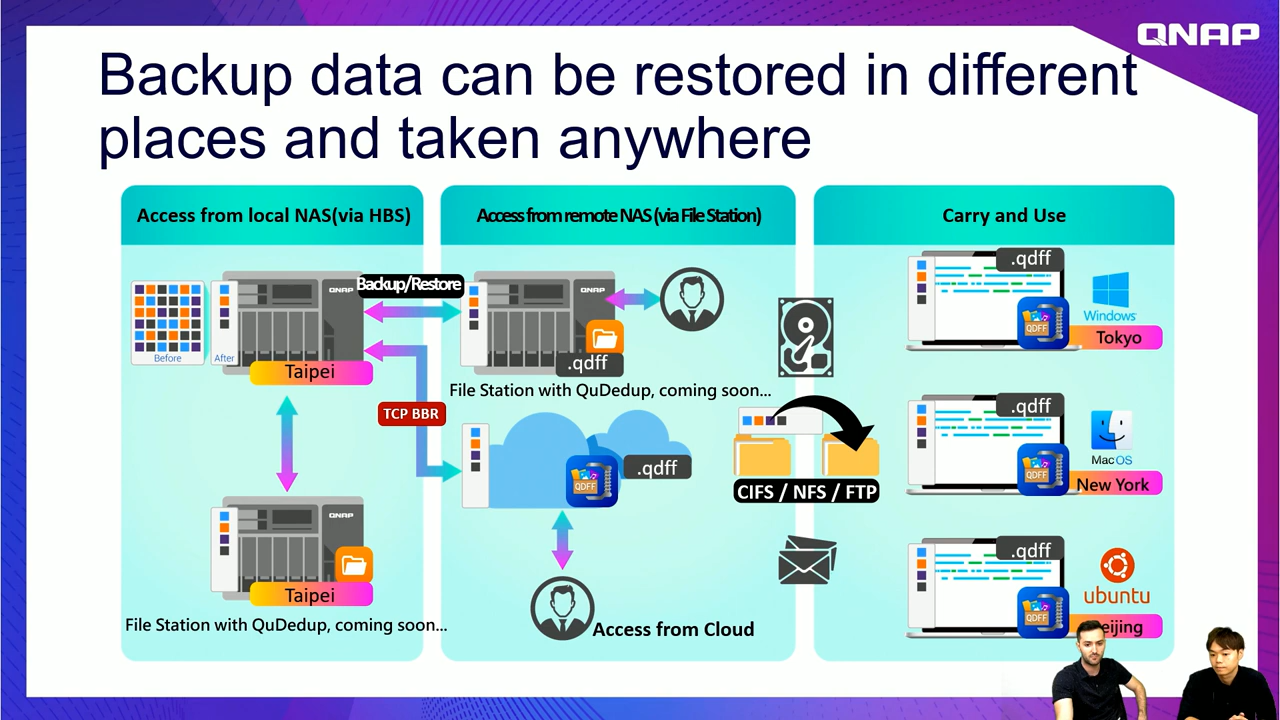 QNAP
Backup data can be restored in different
places and taken anywhere
Access from local NAS(via HBS)
Before
After
QNAP
Taipei
Backup/Restore
TCP BBR
QNAP
Taipei
File Station with QuDedup, coming soon...
Access from remote NAS (via File Station)
QNAP
.qdff
File Station with QuDedup, coming soon...
QDFF
.qdff
Access from Cloud
Carry and Use
CIFS / NFS / FTP
.qdff
QDFF
Windows
Tokyo
.qdff
QDFF
MacOS
New York
.qdff
QDFF
ubuntu
eijing